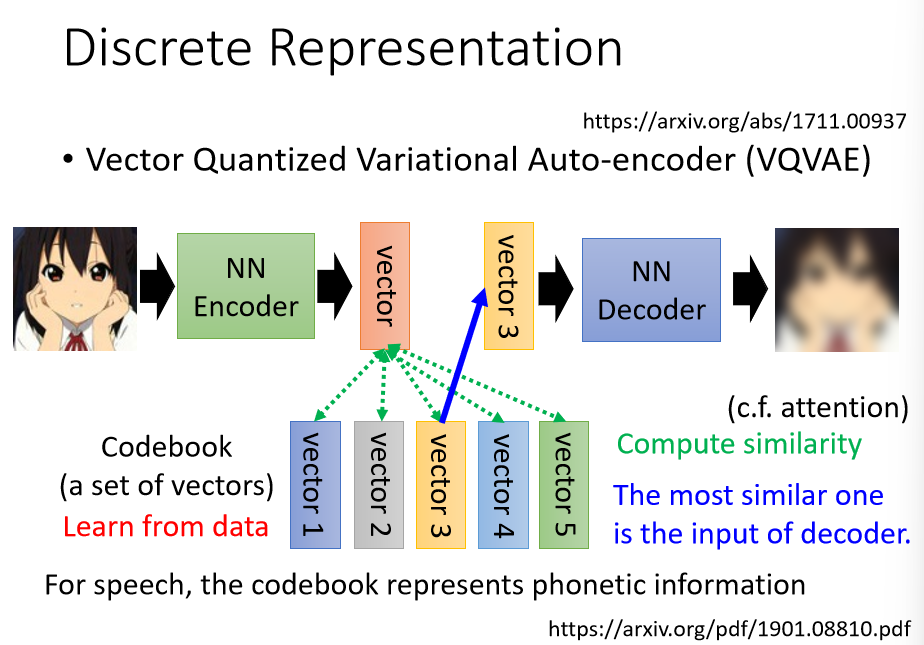 Discrete Representation
https://arxiv.org/abs/1711.00937
• Vector Quantized Variational Auto-encoder (VQVAE)
NN
Encoder
vector
vector 3
NN
Decoder
(c.f. attention)
Compute similarity
Codebook
(a set of vectors)
Learn from data
vector 1
vector 2
vector 3
vector 4
vector 5
The most similar one
is the input of decoder.
For speech, the codebook represents phonetic information
https://arxiv.org/pdf/1901.08810.pdf